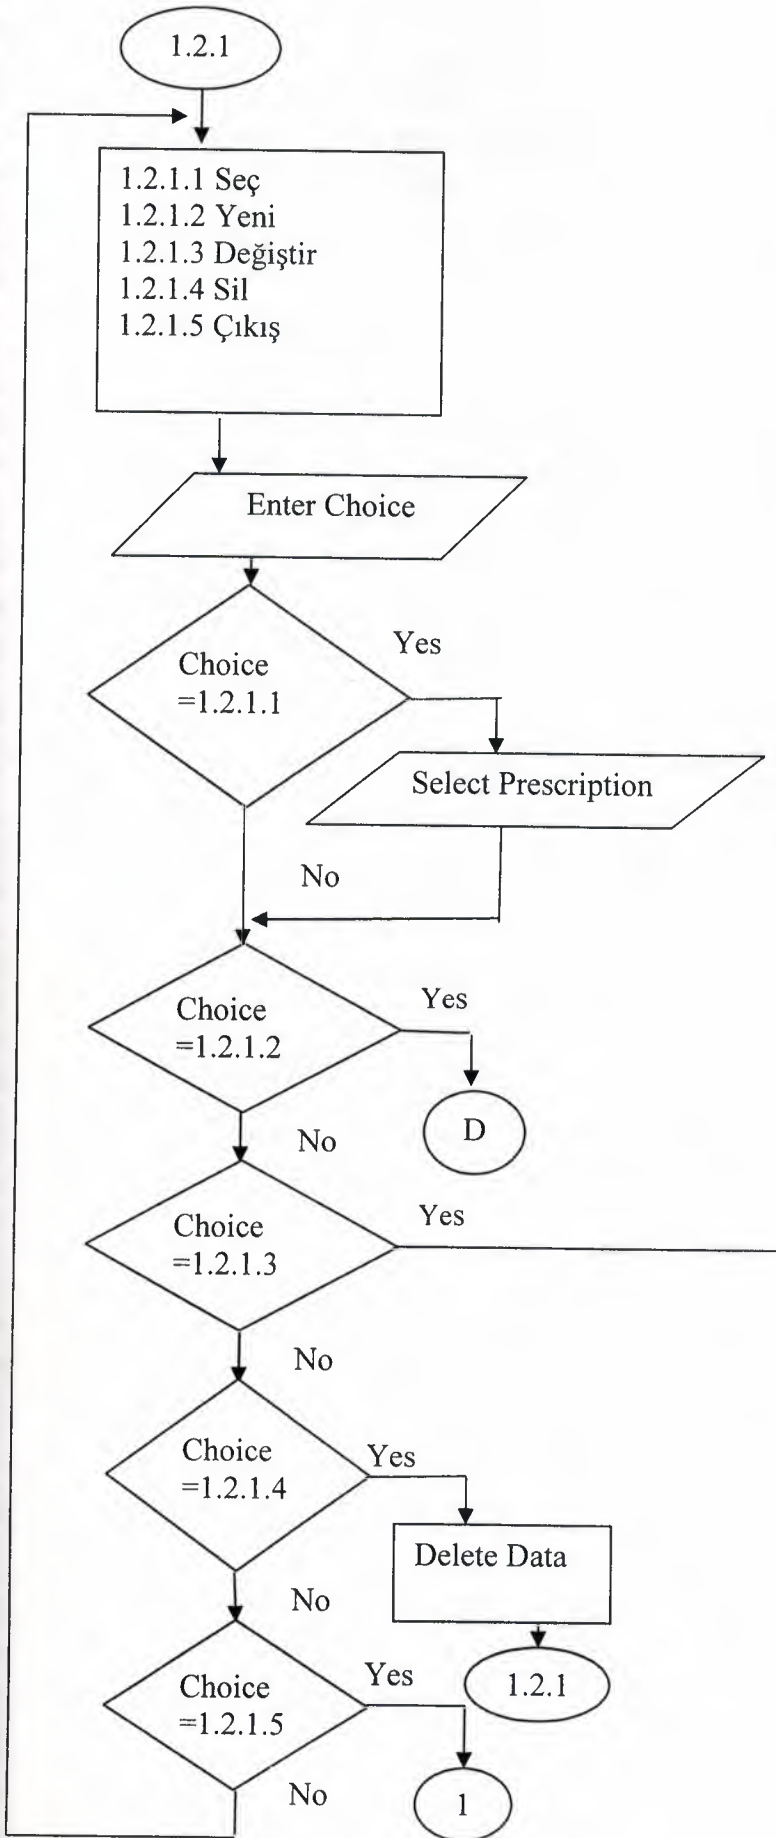 1.2.1
1.2.1.1 Seç
1.2.1.2 Yeni
1.2.1.3 Değiştir
1.2.1.4 Sil
1.2.1.5 Çıkış
Enter Choice
Choice
=1.2.1.1
Yes
Select Prescription
No
Choice
=1.2.1.2
Yes
D
No
Choice
=1.2.1.3
Yes
No
Choice
=1.2.1.4
Yes
Delete Data
1.2.1
No
Choice
=1.2.1.5
Yes
1
No